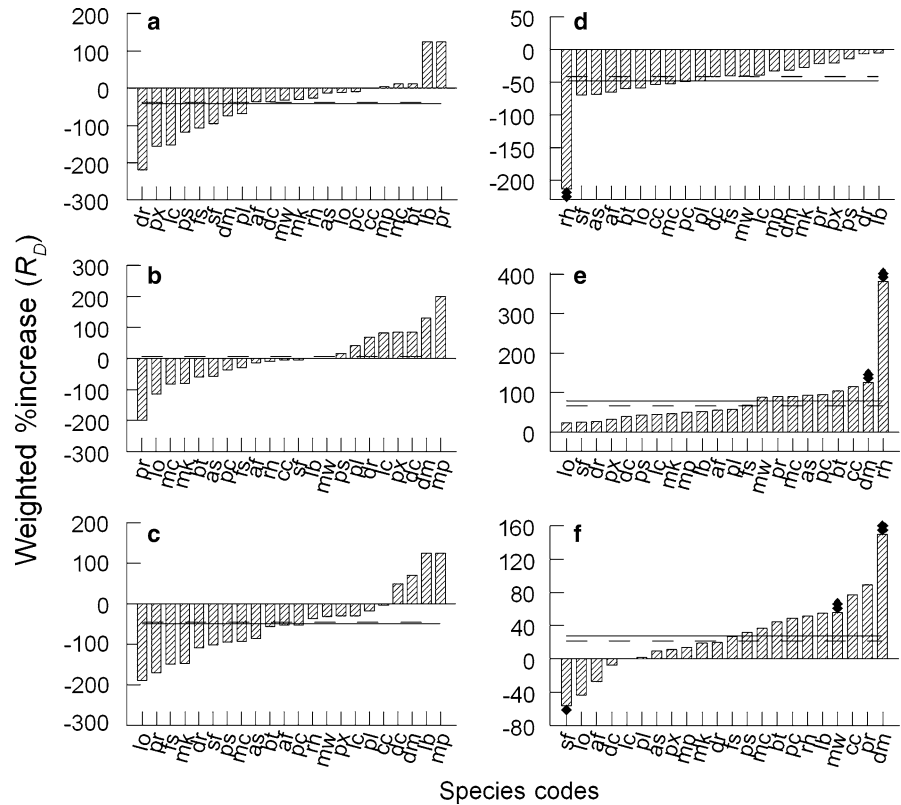 Weighted %increase (R_D)
a
200
100
0
-100
-200
-300
dr px lc ps fs sf dm pl af dc mw mk rh as lo pc cc mp mc bt lb pr
d
50
0
-50
-100
-150
-200
rh sf as af bt lo cc mc pc pl dc fs mw lc mp dm mk pr px ps dr lb
b
300
200
100
0
-100
-200
-300
pr lo mc mk bt as pc fs af rh cc sf lb mw ps pl dr lc px dc dm mp
e
400
300
200
100
0
lo sf dr px dc ps lc mk mp lb af pl fs mw pr mc as pc bt cc dm rh
c
200
100
0
-100
-200
-300
lo pr fs mk dr sf ps mc as bt af pc rh mw px lc pl cc dc dm lb mp
f
160
120
80
40
0
-40
-80
sf lo af dc lc pl as px mp mk dr fs ps mc bt pc rh lb mw cc pr dm
Species codes